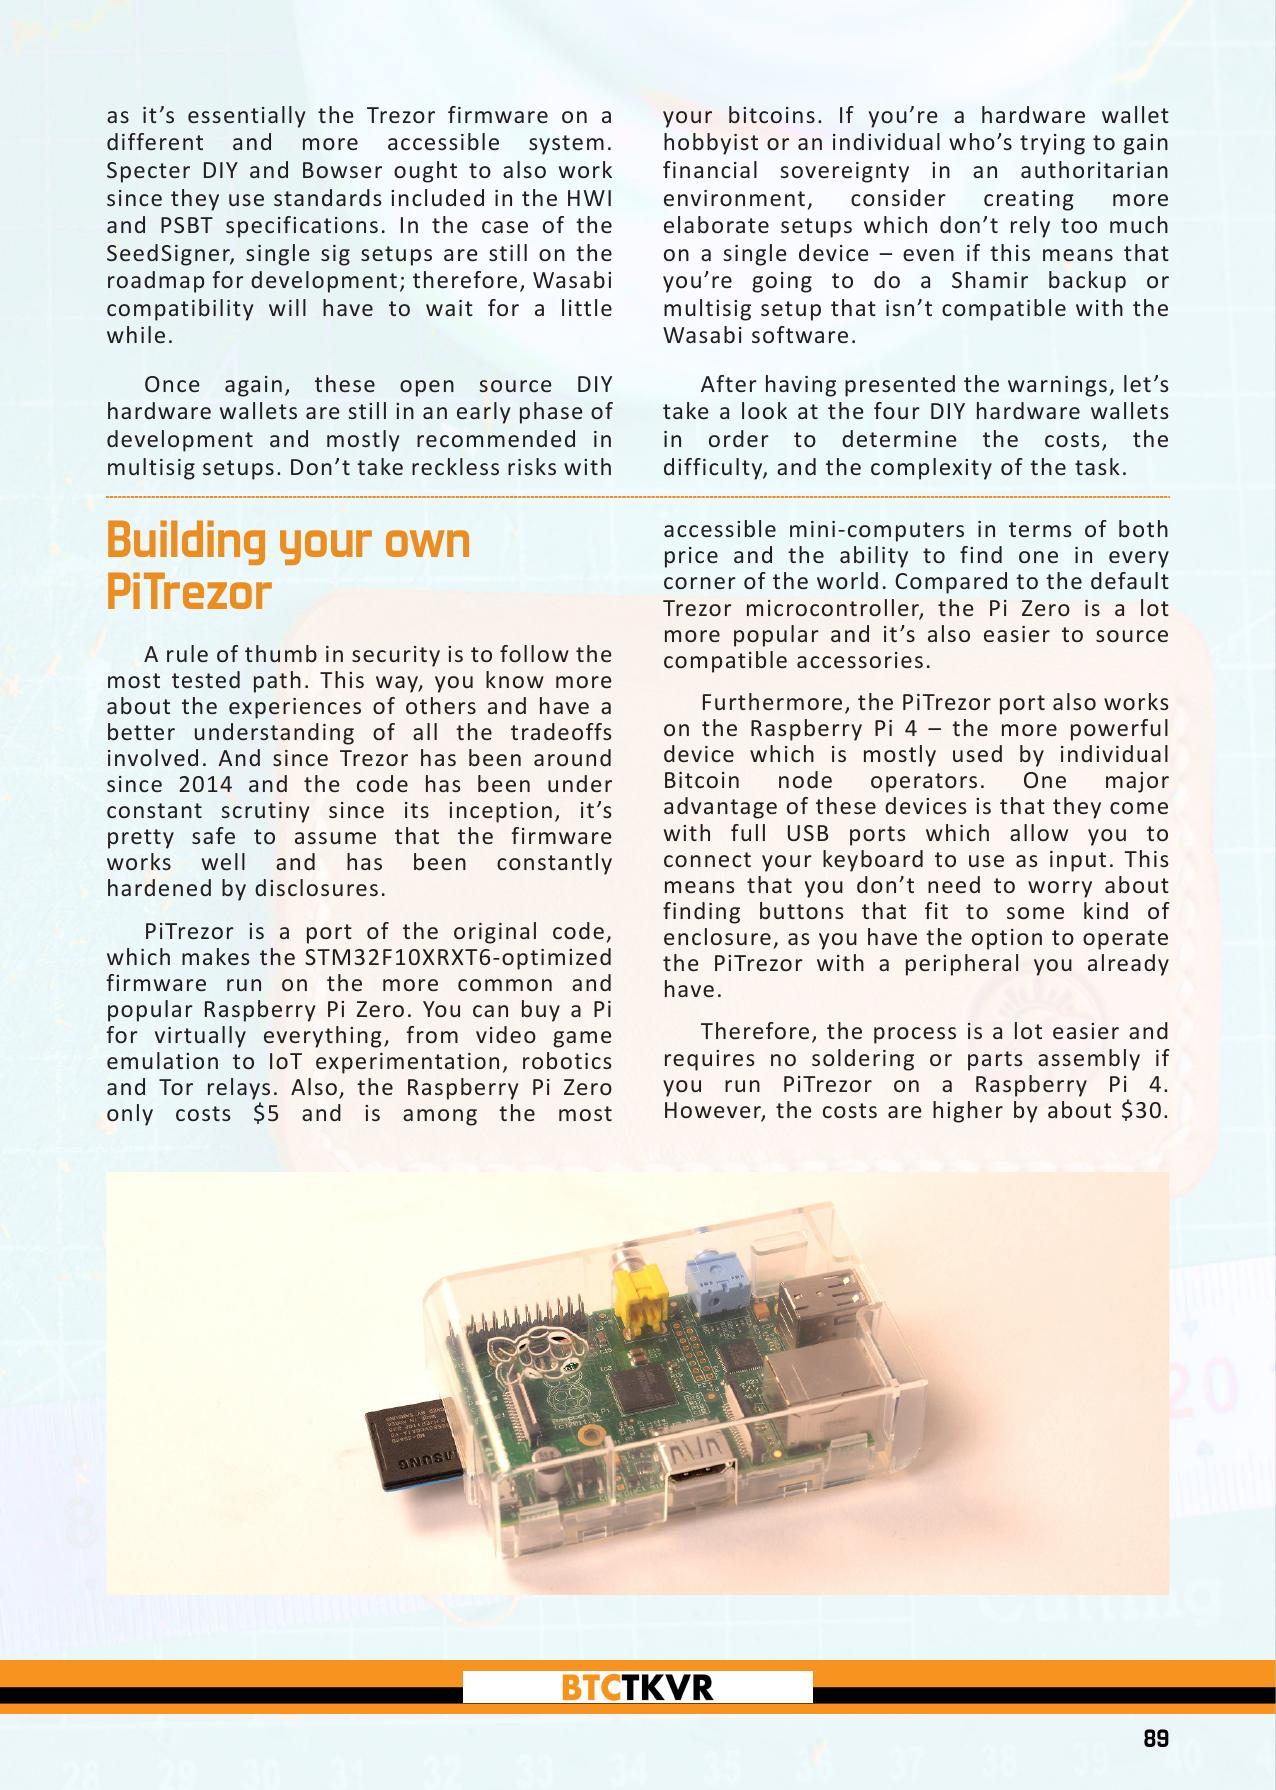 as it’s essentially the Trezor firmware on a
different and more accessible system.
Specter DIY and Bowser ought to also work
since they use standards included in the HWI
and PSBT specifications. In the case of the
SeedSigner, single sig setups are still on the
roadmap for development; therefore, Wasabi
compatibility will have to wait for a little
while.
Once again, these open source DIY
hardware wallets are still in an early phase of
development and mostly recommended in
multisig setups. Don’t take reckless risks with
your bitcoins. If you’re a hardware wallet
hobbyist or an individual who’s trying to gain
financial sovereignty in an authoritarian
environment, consider creating more
elaborate setups which don’t rely too much
on a single device – even if this means that
you’re going to do a Shamir backup or
multisig setup that isn’t compatible with the
Wasabi software.
After having presented the warnings, let’s
take a look at the four DIY hardware wallets
in order to determine the costs, the
difficulty, and the complexity of the task.
Building your own
PiTrezor
A rule of thumb in security is to follow the
most tested path. This way, you know more
about the experiences of others and have a
better understanding of all the tradeoffs
involved. And since Trezor has been around
since 2014 and the code has been under
constant scrutiny since its inception, it’s
pretty safe to assume that the firmware
works well and has been constantly
hardened by disclosures.
PiTrezor is a port of the original code,
which makes the STM32F10XRXT6-optimized
firmware run on the more common and
popular Raspberry Pi Zero. You can buy a Pi
for virtually everything, from video game
emulation to IoT experimentation, robotics
and Tor relays. Also, the Raspberry Pi Zero
only costs $5 and is among the most
accessible mini-computers in terms of both
price and the ability to find one in every
corner of the world. Compared to the default
Trezor microcontroller, the Pi Zero is a lot
more popular and it’s also easier to source
compatible accessories.
Furthermore, the PiTrezor port also works
on the Raspberry Pi 4 – the more powerful
device which is mostly used by individual
Bitcoin node operators. One major
advantage of these devices is that they come
with full USB ports which allow you to
connect your keyboard to use as input. This
means that you don’t need to worry about
finding buttons that fit to some kind of
enclosure, as you have the option to operate
the PiTrezor with a peripheral you already
have.
Therefore, the process is a lot easier and
requires no soldering or parts assembly if
you run PiTrezor on a Raspberry Pi 4.
However, the costs are higher by about $30.
20
8
Cutting
BTCTKVR
89
28 29 30 31 32 33 34 35 36 37 38 39 40